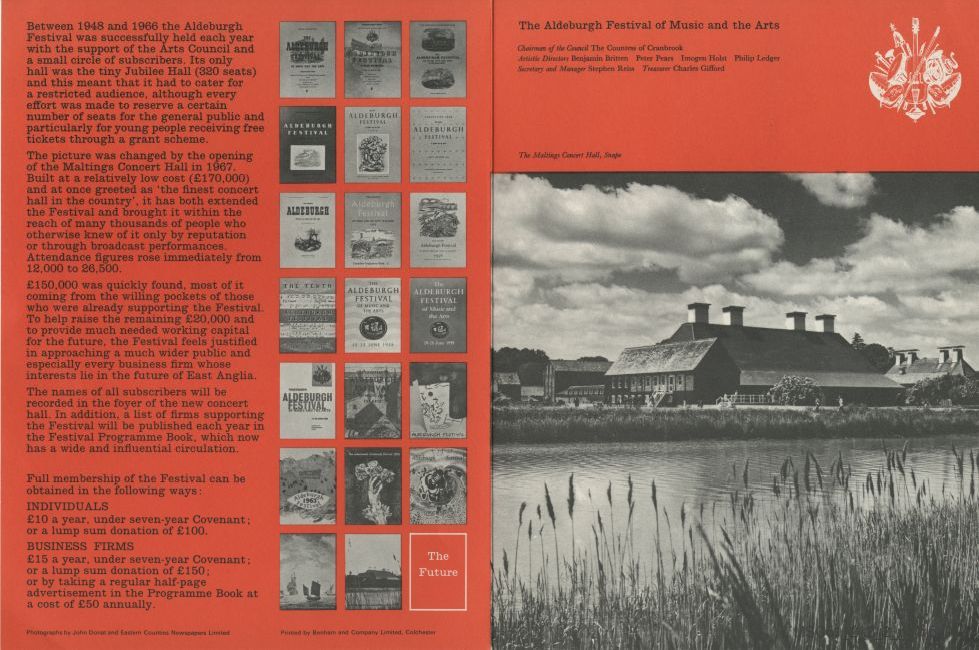 Between 1948 and 1966 the Aldeburgh
Festival was successfully held each year
with the support of the Arts Council and
a small circle of subscribers. Its only
hall was the tiny Jubilee Hall (320 seats)
and this meant that it had to cater for
a restricted audience, although every
effort was made to reserve a certain
number of seats for the general public and
particularly for young people receiving free
tickets through a grant scheme.
The picture was changed by the opening
of the Maltings Concert Hall in 1967.
Built at a relatively low cost (£170,000)
and at once greeted as 'the finest concert
hall in the country', it has both extended
the Festival and brought it within the
reach of many thousands of people who
otherwise knew of it only by reputation
or through broadcast performances.
Attendance figures rose immediately from
12,000 to 26,500.
£150,000 was quickly found, most of it
coming from the willing pockets of those
who were already supporting the Festival.
To help raise the remaining £20,000 and
to provide much needed working capital
for the future, the Festival feels justified
in approaching a much wider public and
especially every business firm whose
interests lie in the future of East Anglia.
The names of all subscribers will be
recorded in the foyer of the new concert
hall. In addition, a list of firms supporting
the Festival will be published each year in
the Festival Programme Book, which now
has a wide and influential circulation.
Full membership of the Festival can be
obtained in the following ways:
INDIVIDUALS
£10 a year, under seven-year Covenant;
or a lump sum donation of £100.
BUSINESS FIRMS
£15 a year, under seven-year Covenant;
or a lump sum donation of £150;
or by taking a regular half-page
advertisement in the Programme Book at
a cost of £50 annually.
Photographs by John Donat and Eastern Counties Newspapers Limited
ALDEBURGH
FESTIVAL
ALDEBURGH
FESTIVAL
ALDEBURGH
FESTIVAL
ALDEBURGH
FESTIVAL
ALDEBURGH
FESTIVAL
ALDEBURGH
Aldeburgh
Festival
Aldeburgh Festival
THE TENTH
THE
ALDEBURGH
FESTIVAL
OF MUSIC AND
THE ARTS
The
ALDEBURGH
FESTIVAL
of Music and
the Arts
ALDEBURGH
FESTIVAL
ALDEBURGH FESTIVAL
Aldeburgh
1963
The
Future
Printed by Benham and Company Limited, Colchester
The Aldeburgh Festival of Music and the Arts
Chairman of the Council The Countess of Cranbrook
Artistic Directors Benjamin Britten Peter Pears Imogen Holst Philip Ledger
Secretary and Manager Stephen Reiss Treasurer Charles Gifford
The Maltings Concert Hall, Snape